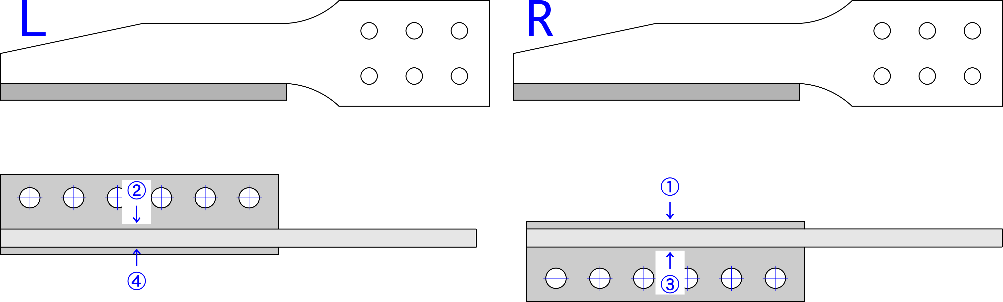 L
R
②
①
④
③